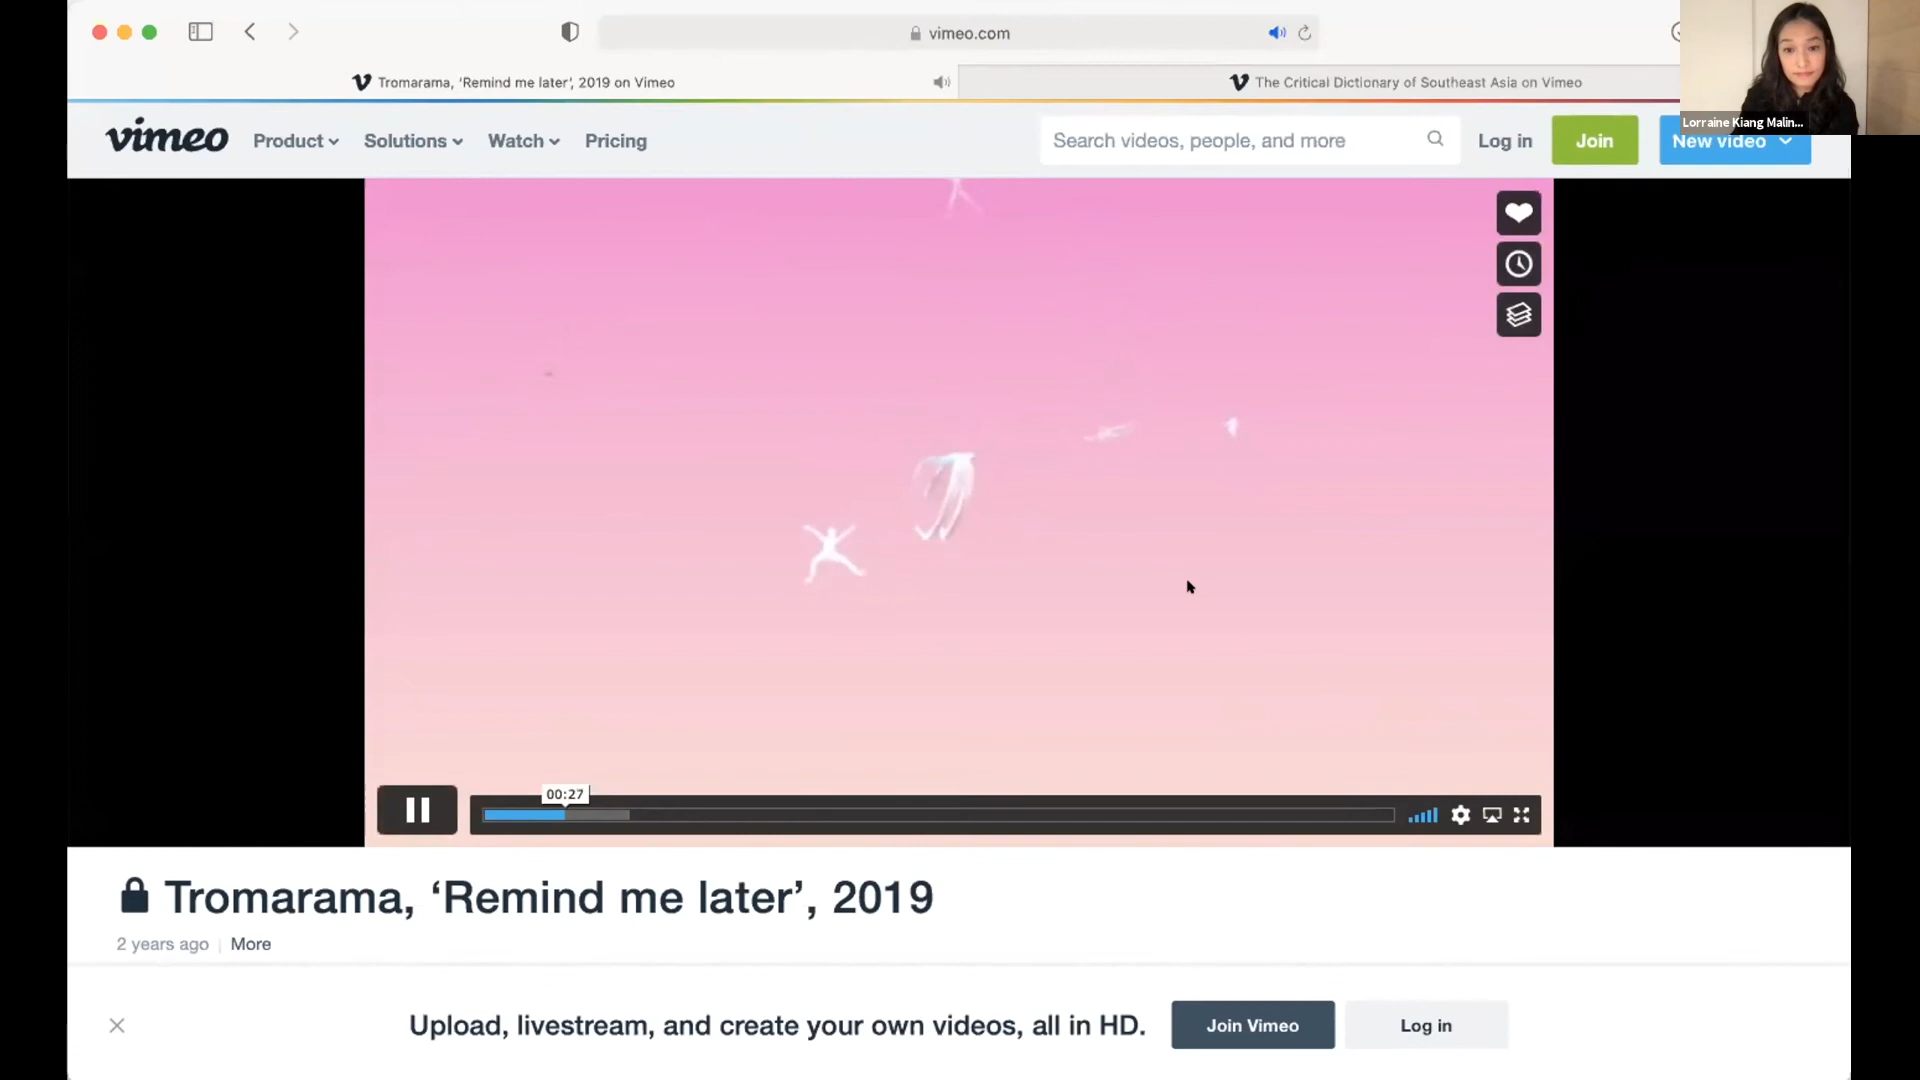 vimeo.com
Tromarama, ‘Remind me later’, 2019 on Vimeo
The Critical Dictionary of Southeast Asia on Vimeo
Lorraine Kiang Malin...
vimeo Product Solutions Watch Pricing Search videos, people, and more Log in Join New video
00:27
Tromarama, ‘Remind me later’, 2019
2 years ago | More
Upload, livestream, and create your own videos, all in HD. Join Vimeo Log in